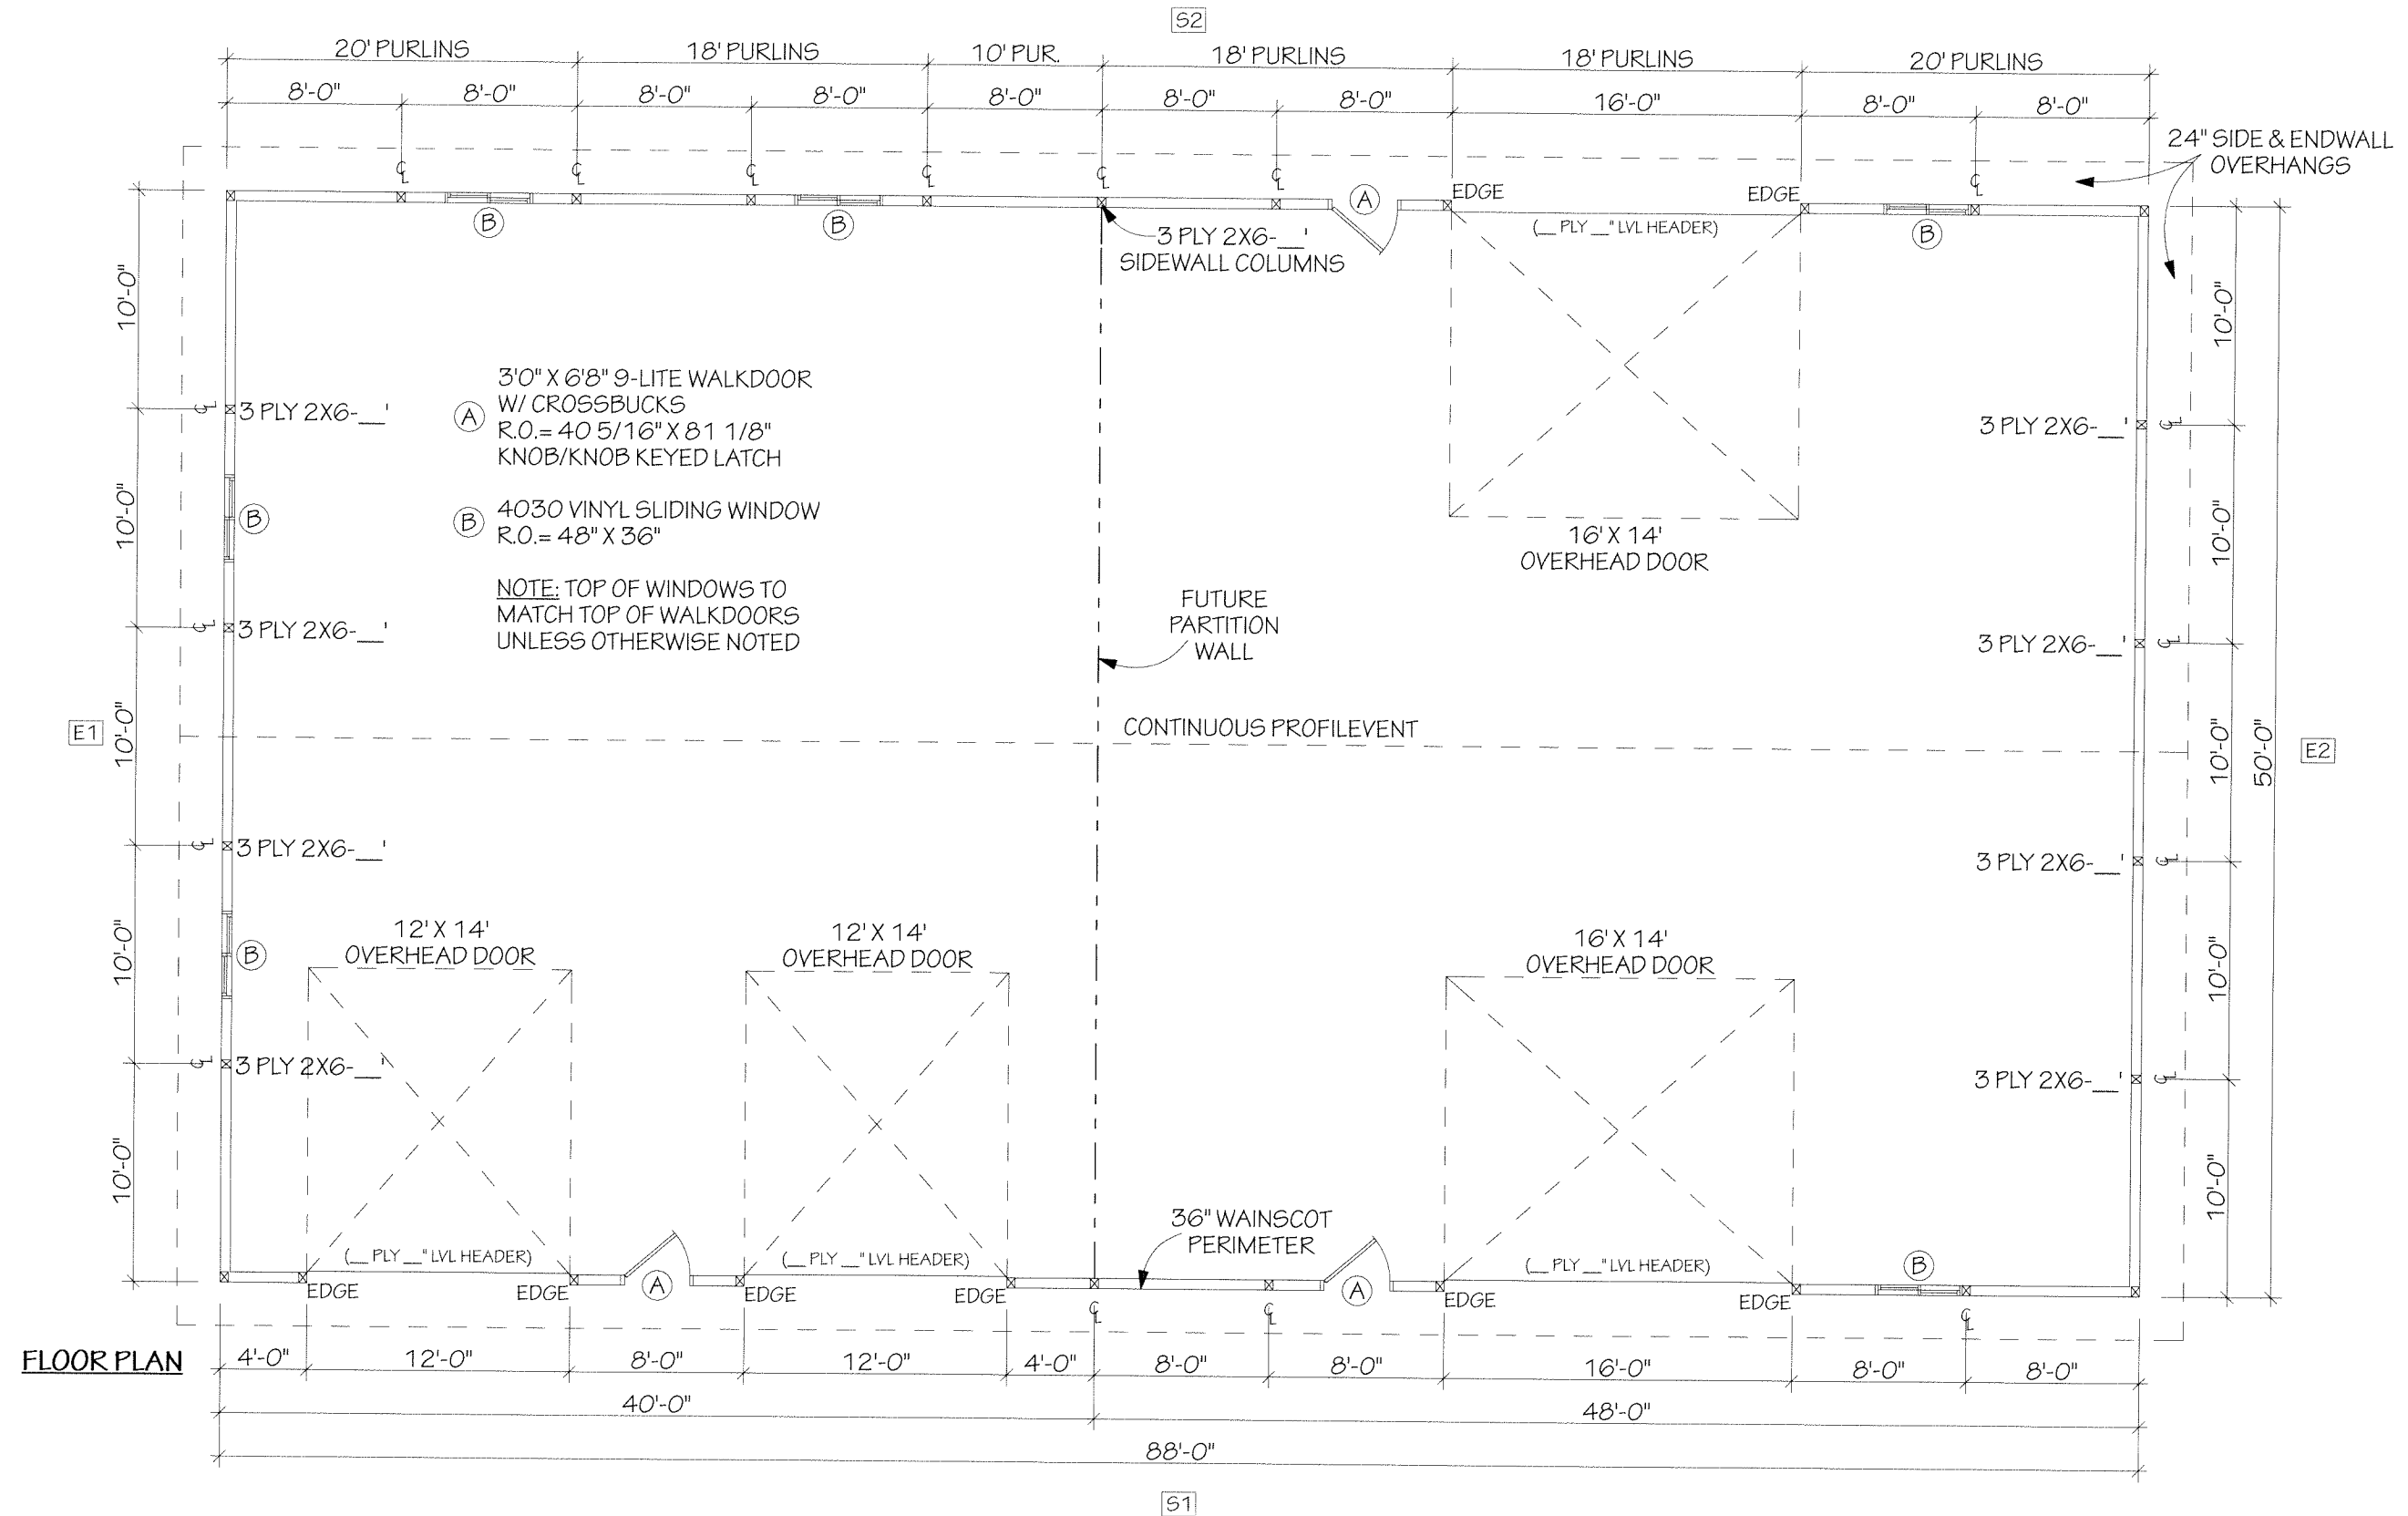 S2
20' PURLINS 18' PURLINS 10' PUR. 18' PURLINS 18' PURLINS 20' PURLINS
8'-0" 8'-0" 8'-0" 8'-0" 8'-0" 8'-0" 8'-0" 16'-0" 8'-0" 8'-0"
24" SIDE & ENDWALL
OVERHANGS
℄ ℄ ℄ ℄ ℄ ℄ ℄
A
EDGE
EDGE
B
B
B
(__ PLY __" LVL HEADER)
3 PLY 2X6-__'
SIDEWALL COLUMNS
10'-0"
10'-0"
10'-0"
10'-0"
10'-0"
℄ 3 PLY 2X6-__'
℄ 3 PLY 2X6-__'
℄ 3 PLY 2X6-__'
℄ 3 PLY 2X6-__'
B
B
E1
A
3'0" X 6'8" 9-LITE WALKDOOR
W/ CROSSBUCKS
R.O.= 40 5/16" X 81 1/8"
KNOB/KNOB KEYED LATCH
B
4030 VINYL SLIDING WINDOW
R.O.= 48" X 36"
NOTE: TOP OF WINDOWS TO
MATCH TOP OF WALKDOORS
UNLESS OTHERWISE NOTED
16' X 14'
OVERHEAD DOOR
FUTURE
PARTITION
WALL
CONTINUOUS PROFILEVENT
3 PLY 2X6-__' ℄
3 PLY 2X6-__' ℄
3 PLY 2X6-__' ℄
3 PLY 2X6-__' ℄
10'-0"
10'-0"
10'-0"
10'-0"
10'-0"
50'-0"
E2
12' X 14'
OVERHEAD DOOR
12' X 14'
OVERHEAD DOOR
16' X 14'
OVERHEAD DOOR
36" WAINSCOT
PERIMETER
(__ PLY __" LVL HEADER)
(__ PLY __" LVL HEADER)
(__ PLY __" LVL HEADER)
EDGE
EDGE
A
EDGE
EDGE
A
EDGE
EDGE
B
℄ ℄ ℄
FLOOR PLAN
4'-0" 12'-0" 8'-0" 12'-0" 4'-0" 8'-0" 8'-0" 16'-0" 8'-0" 8'-0"
40'-0" 48'-0"
88'-0"
S1